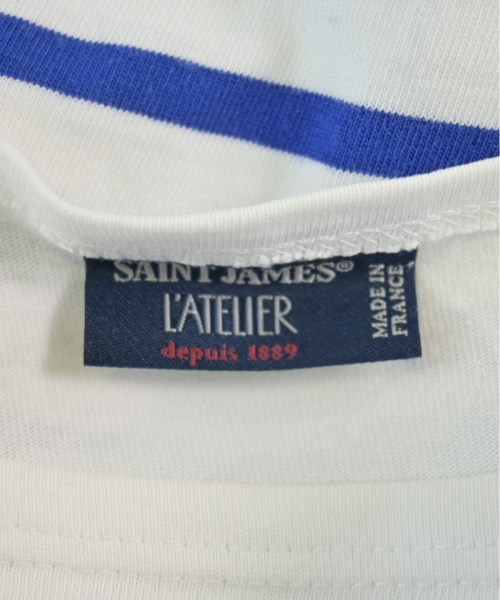 SAINT JAMES®
L'ATELIER
depuis 1889
MADE IN
FRANCE